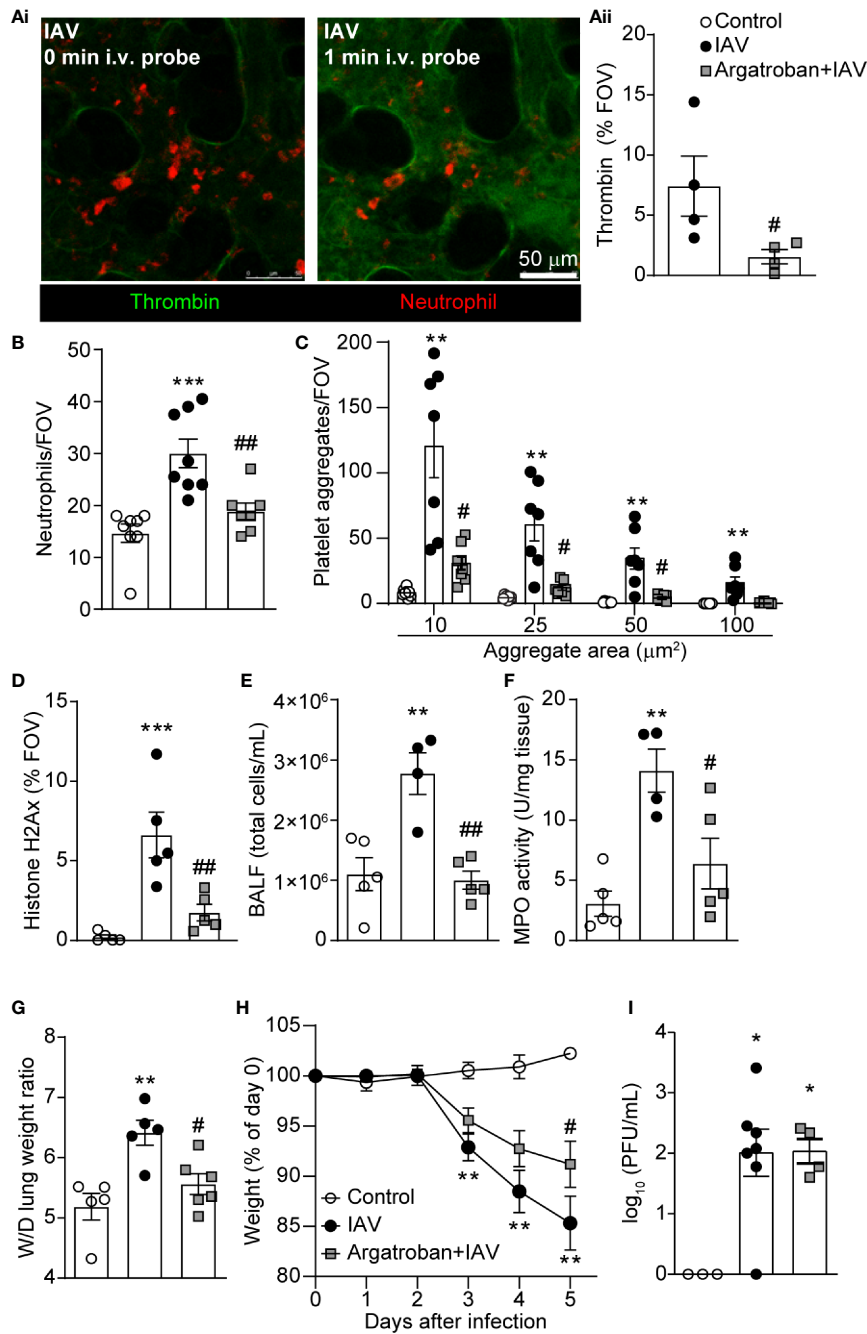 Ai
IAV
0 min i.v. probe
IAV
1 min i.v. probe
50 μm
Thrombin
Neutrophil
Aii
Control
IAV
Argatroban+IAV
Thrombin (% FOV)
20
15
10
5
0
#
B
Neutrophils/FOV
50
40
30
20
10
0
***
##
C
Platelet aggregates/FOV
200
150
100
50
0
**
#
**
#
**
#
**
10 25 50 100
Aggregate area (μm²)
D
Histone H2Ax (% FOV)
15
10
5
0
***
##
E
BALF (total cells/mL)
4×10⁶
3×10⁶
2×10⁶
1×10⁶
0
**
##
F
MPO activity (U/mg tissue)
20
15
10
5
0
**
#
G
W/D lung weight ratio
8
7
6
5
4
**
#
H
Weight (% of day 0)
105
100
95
90
85
80
#
**
**
**
Control
IAV
Argatroban+IAV
0 1 2 3 4 5
Days after infection
I
log₁₀ (PFU/mL)
4
3
2
1
0
*
*